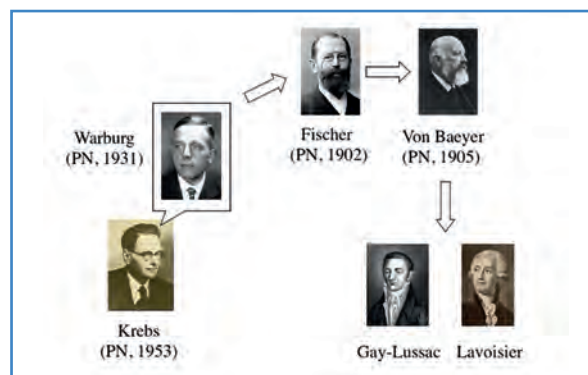 Warburg
(PN, 1931)
Fischer
(PN, 1902)
Von Baeyer
(PN, 1905)
Krebs
(PN, 1953)
Gay-Lussac
Lavoisier